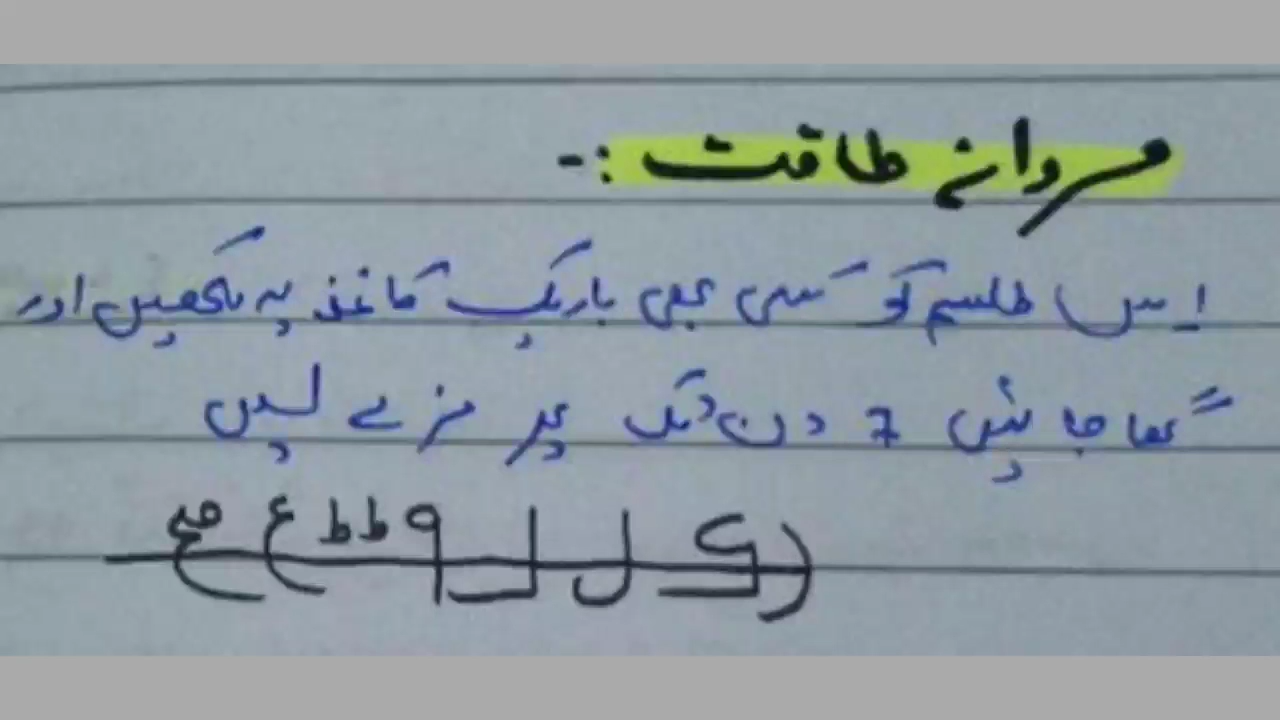 مردانے طاقت :-
اس طلسم کو کسی بھی باریک کاغذ پہ لکھیں اور
کھا جائیں 7 دن تک پھر مزے لیں